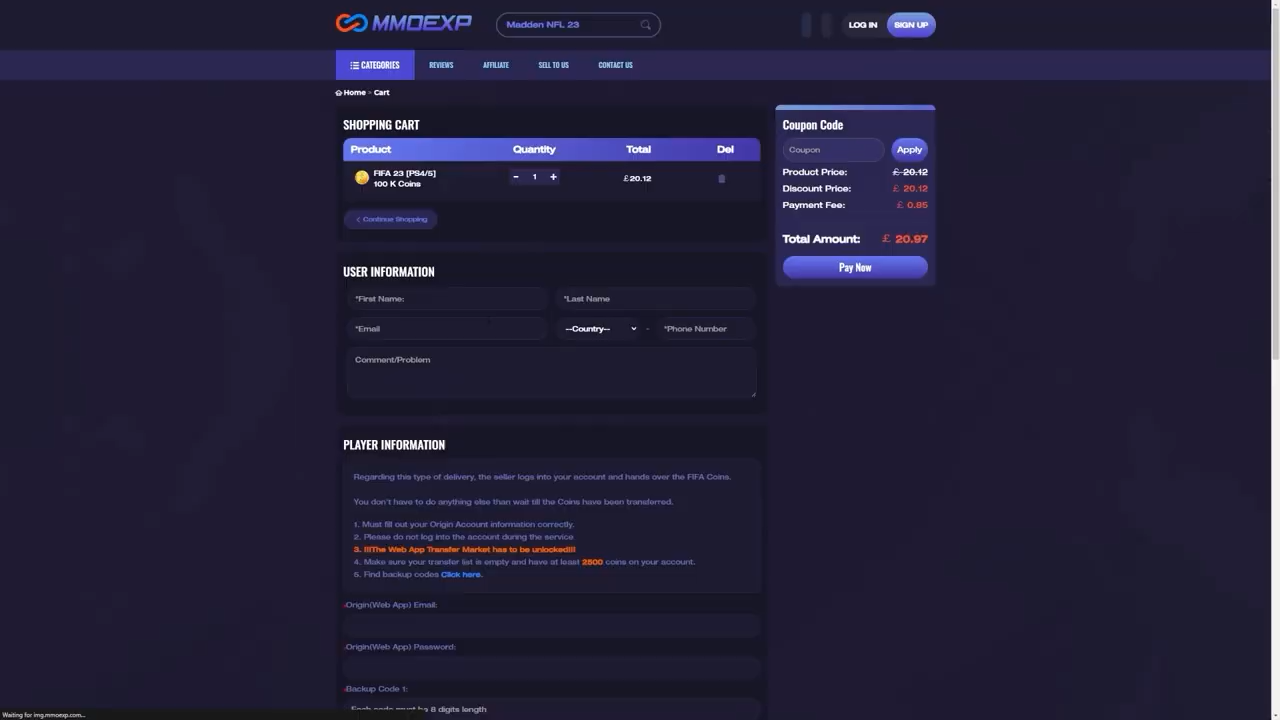 MMOEXP
Madden NFL 23
LOG IN
SIGN UP
CATEGORIES
REVIEWS
AFFILIATE
SELL TO US
CONTACT US
Home > Cart
SHOPPING CART
Product Quantity Total Del
FIFA 23 [PS4/5]
100 K Coins
- 1 +
£20.12
< Continue Shopping
Coupon Code
Coupon
Apply
Product Price: £ 20.12
Discount Price: £ 20.12
Payment Fee: £ 0.85
Total Amount: £ 20.97
Pay Now
USER INFORMATION
*First Name:
*Last Name
*Email
--Country--
-
*Phone Number
Comment/Problem
PLAYER INFORMATION
Regarding this type of delivery, the seller logs into your account and hands over the FIFA Coins.
You don't have to do anything else than wait till the Coins have been transferred.
1. Must fill out your Origin Account information correctly.
2. Please do not log into the account during the service
3. !!!The Web App Transfer Market has to be unlocked!!!
4. Make sure your transfer list is empty and have at least 2500 coins on your account.
5. Find backup codes Click here.
*Origin(Web App) Email:
*Origin(Web App) Password:
*Backup Code 1:
Each code must be 8 digits length
Waiting for img.mmoexp.com...